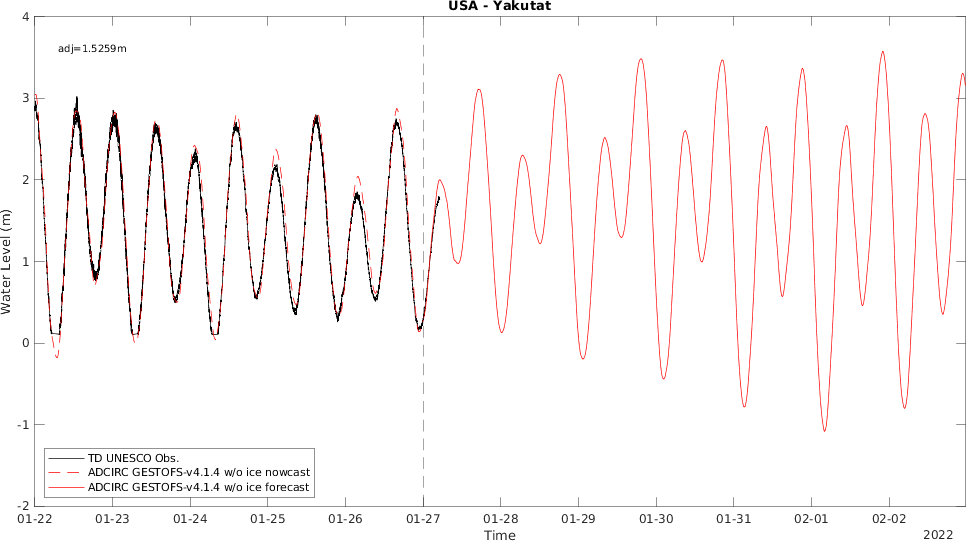 USA - Yakutat
adj=1.5259m
Water Level (m)
4
3
2
1
0
-1
-2
TD UNESCO Obs.
ADCIRC GESTOFS-v4.1.4 w/o ice nowcast
ADCIRC GESTOFS-v4.1.4 w/o ice forecast
01-22 01-23 01-24 01-25 01-26 01-27 01-28 01-29 01-30 01-31 02-01 02-02
Time
2022